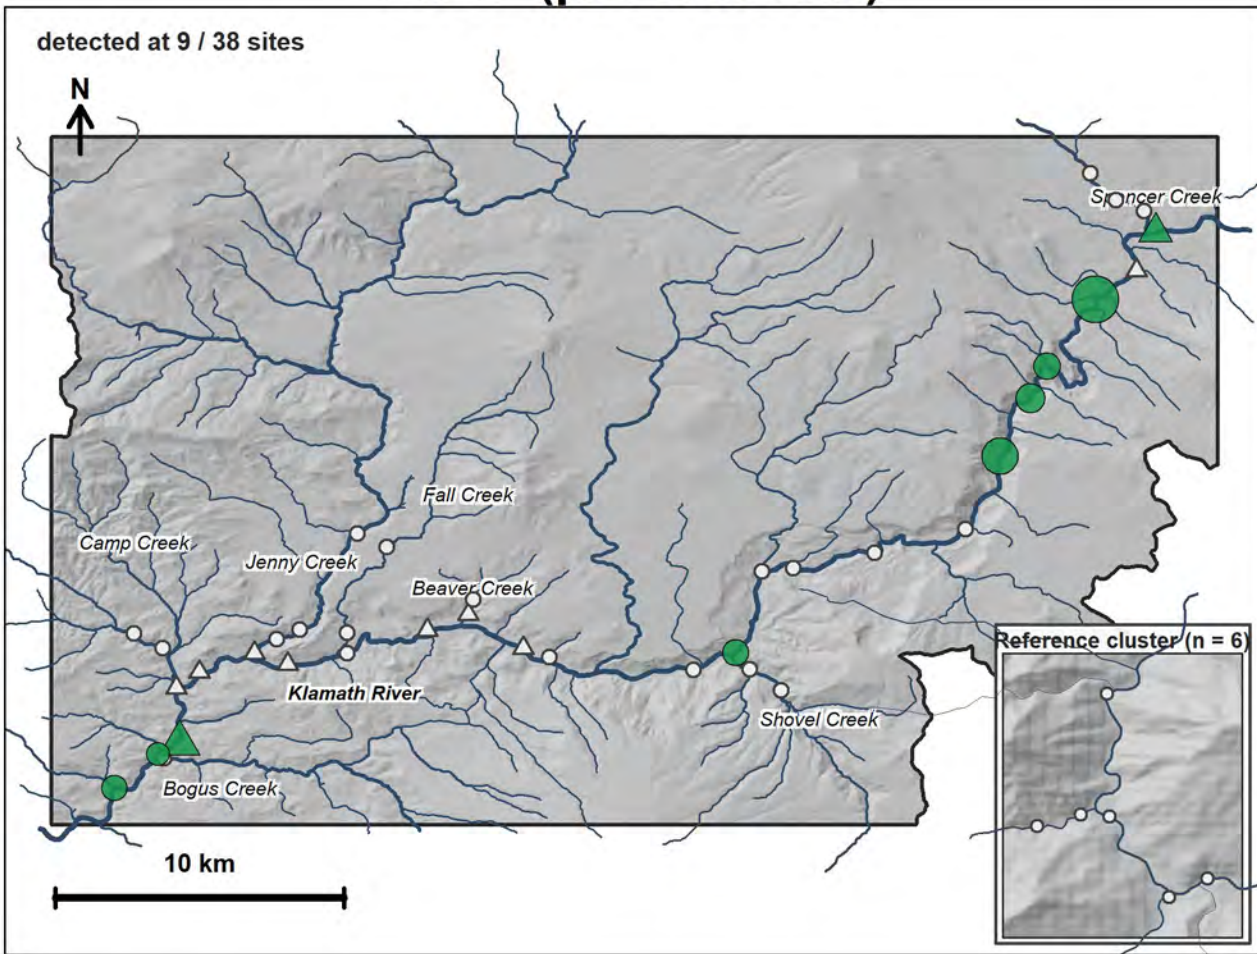 detected at 9 / 38 sites
N
Spencer Creek
Fall Creek
Camp Creek
Jenny Creek
Beaver Creek
Reference cluster (n = 6)
Klamath River
Shovel Creek
Bogus Creek
10 km